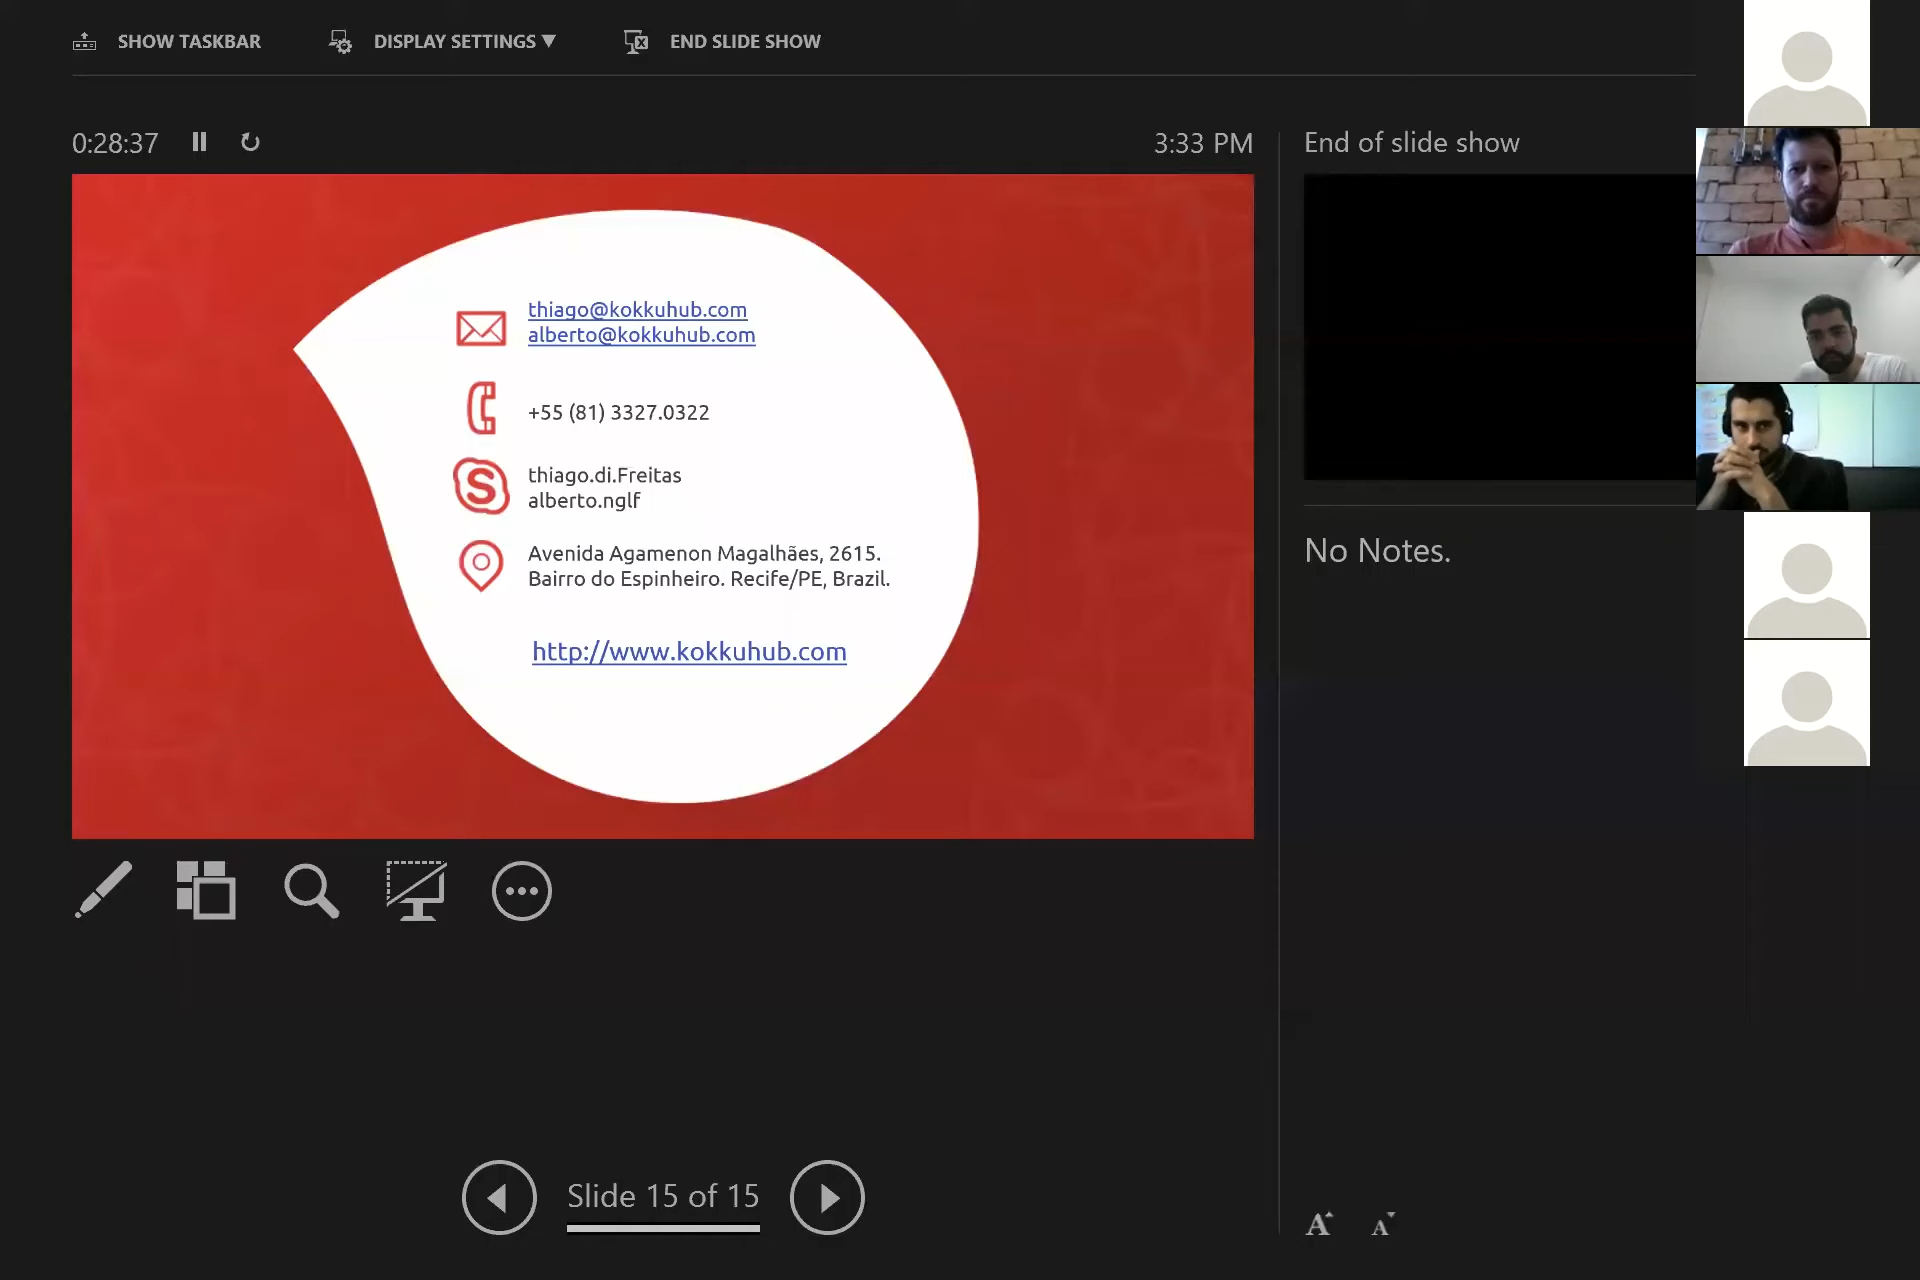 SHOW TASKBAR
DISPLAY SETTINGS ▼
END SLIDE SHOW
0:28:37
3:33 PM
End of slide show
thiago@kokkuhub.com
alberto@kokkuhub.com
+55 (81) 3327.0322
thiago.di.Freitas
alberto.nglf
Avenida Agamenon Magalhães, 2615.
Bairro do Espinheiro. Recife/PE, Brazil.
http://www.kokkuhub.com
No Notes.
Slide 15 of 15
A
A